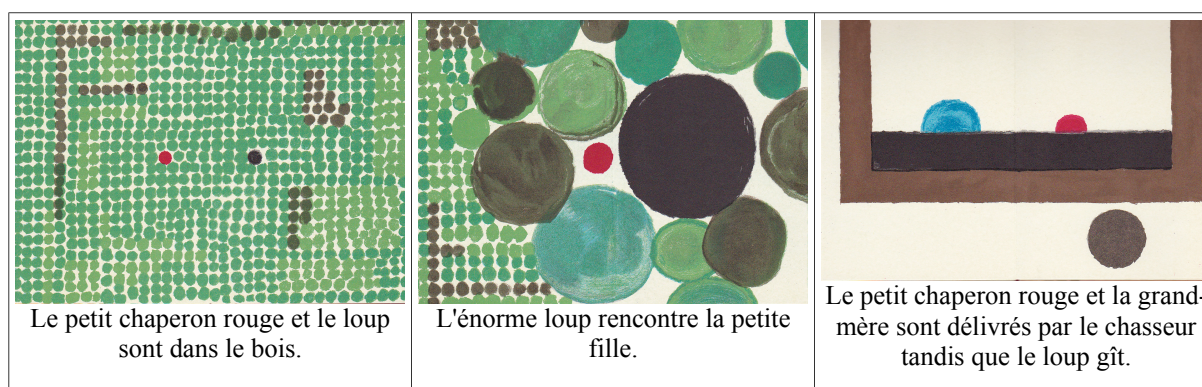 Le petit chaperon rouge et le loup
sont dans le bois.
L'énorme loup rencontre la petite
fille.
Le petit chaperon rouge et la grand-
mère sont délivrés par le chasseur
tandis que le loup gît.